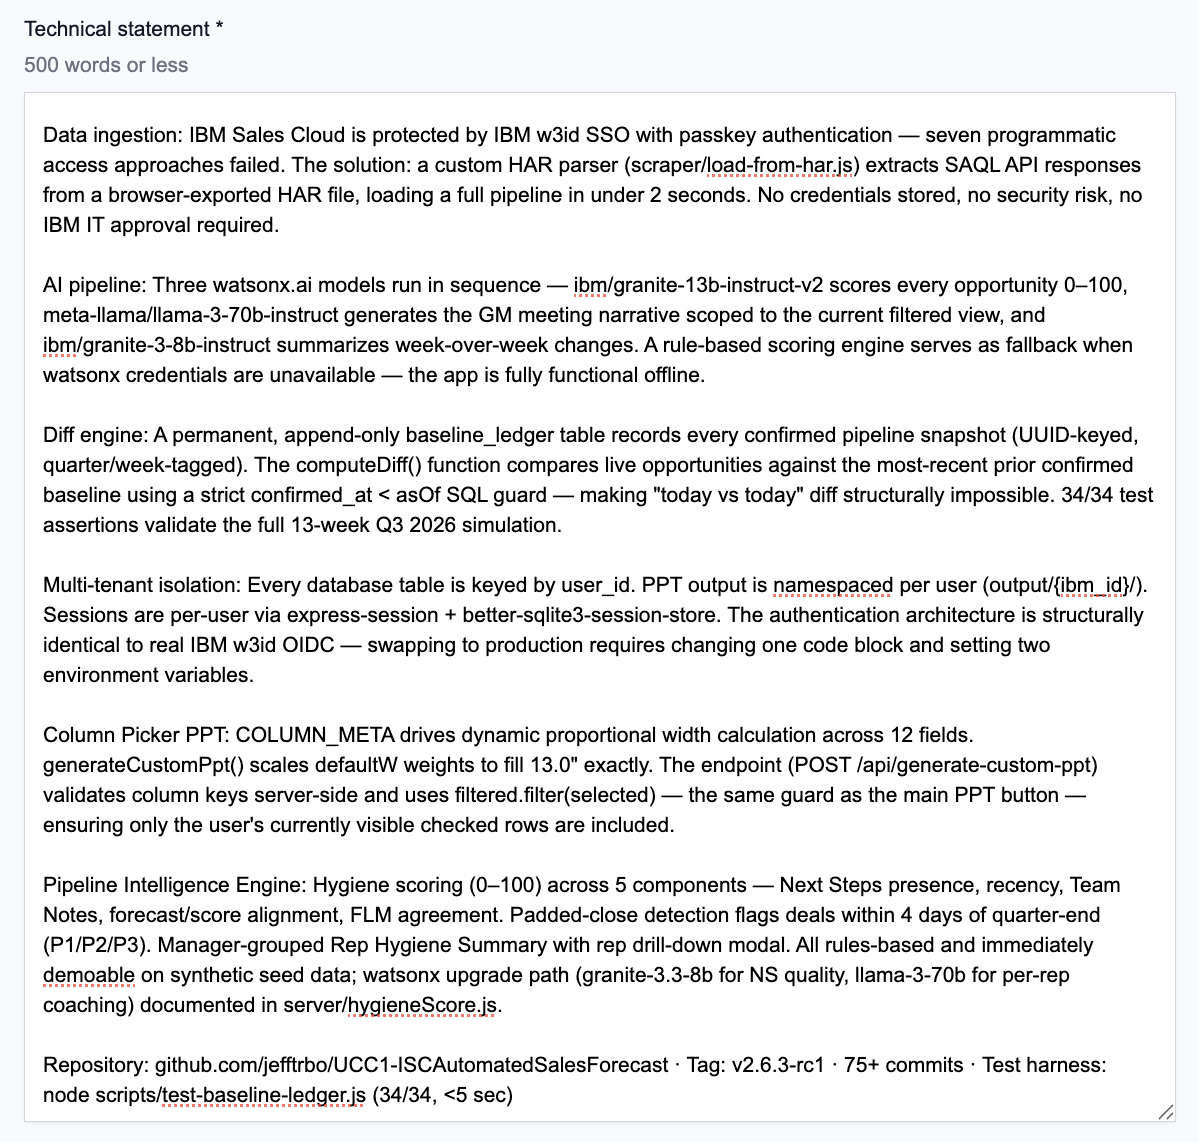 Technical statement *
500 words or less
Data ingestion: IBM Sales Cloud is protected by IBM w3id SSO with passkey authentication — seven programmatic
access approaches failed. The solution: a custom HAR parser (scraper/load-from-har.js) extracts SAQL API responses
from a browser-exported HAR file, loading a full pipeline in under 2 seconds. No credentials stored, no security risk, no
IBM IT approval required.
AI pipeline: Three watsonx.ai models run in sequence — ibm/granite-13b-instruct-v2 scores every opportunity 0–100,
meta-llama/llama-3-70b-instruct generates the GM meeting narrative scoped to the current filtered view, and
ibm/granite-3-8b-instruct summarizes week-over-week changes. A rule-based scoring engine serves as fallback when
watsonx credentials are unavailable — the app is fully functional offline.
Diff engine: A permanent, append-only baseline_ledger table records every confirmed pipeline snapshot (UUID-keyed,
quarter/week-tagged). The computeDiff() function compares live opportunities against the most-recent prior confirmed
baseline using a strict confirmed_at < asOf SQL guard — making "today vs today" diff structurally impossible. 34/34 test
assertions validate the full 13-week Q3 2026 simulation.
Multi-tenant isolation: Every database table is keyed by user_id. PPT output is namespaced per user (output/{ibm_id}/).
Sessions are per-user via express-session + better-sqlite3-session-store. The authentication architecture is structurally
identical to real IBM w3id OIDC — swapping to production requires changing one code block and setting two
environment variables.
Column Picker PPT: COLUMN_META drives dynamic proportional width calculation across 12 fields.
generateCustomPpt() scales defaultW weights to fill 13.0" exactly. The endpoint (POST /api/generate-custom-ppt)
validates column keys server-side and uses filtered.filter(selected) — the same guard as the main PPT button —
ensuring only the user's currently visible checked rows are included.
Pipeline Intelligence Engine: Hygiene scoring (0–100) across 5 components — Next Steps presence, recency, Team
Notes, forecast/score alignment, FLM agreement. Padded-close detection flags deals within 4 days of quarter-end
(P1/P2/P3). Manager-grouped Rep Hygiene Summary with rep drill-down modal. All rules-based and immediately
demoable on synthetic seed data; watsonx upgrade path (granite-3.3-8b for NS quality, llama-3-70b for per-rep
coaching) documented in server/hygieneScore.js.
Repository: github.com/jefftrbo/UCC1-ISCAutomatedSalesForecast · Tag: v2.6.3-rc1 · 75+ commits · Test harness:
node scripts/test-baseline-ledger.js (34/34, <5 sec)